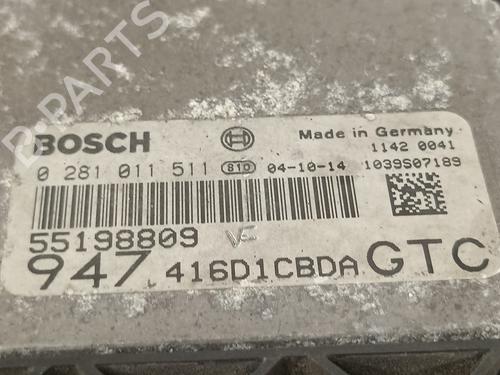 B PARTS
BOSCH
Made in Germany
1142 0041
0 281 011 511 810 04-10-14 1039S07189
55198809
947 416D1CBDA GTC